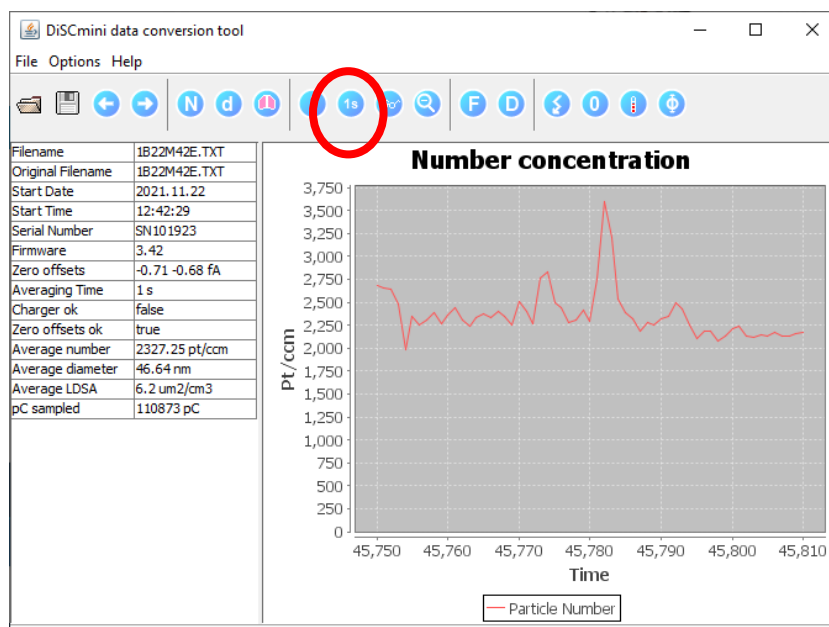 DiSCmini data conversion tool
File Options Help
N d 1s F D 0 Φ
Filename 1B22M42E.TXT
Original Filename 1B22M42E.TXT
Start Date 2021.11.22
Start Time 12:42:29
Serial Number SN101923
Firmware 3.42
Zero offsets -0.71 -0.68 fA
Averaging Time 1 s
Charger ok false
Zero offsets ok true
Average number 2327.25 pt/ccm
Average diameter 46.64 nm
Average LDSA 6.2 um2/cm3
pC sampled 110873 pC
Number concentration
3,750
3,500
3,250
3,000
2,750
2,500
2,250
2,000
1,750
1,500
1,250
1,000
750
500
250
0
Pt/ccm
45,750 45,760 45,770 45,780 45,790 45,800 45,810
Time
Particle Number